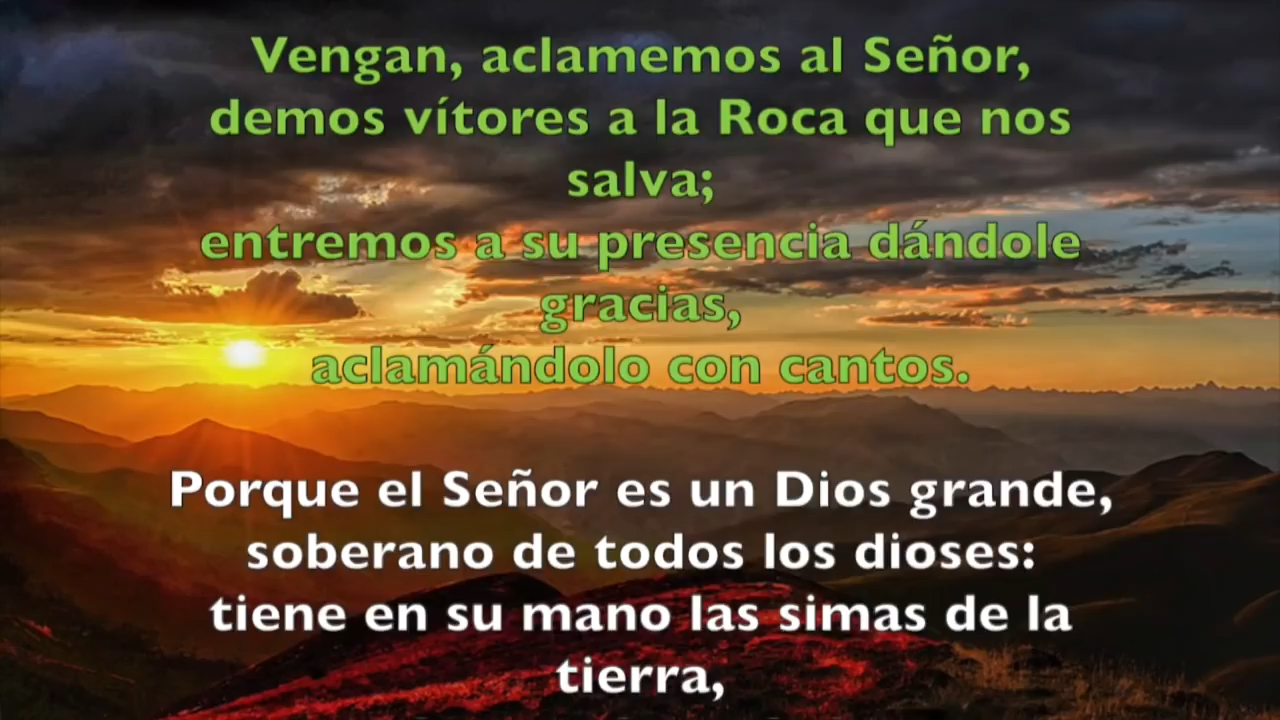 Vengan, aclamemos al Señor,
demos vítores a la Roca que nos
salva;
entremos a su presencia dándole
gracias,
aclamándolo con cantos.
Porque el Señor es un Dios grande,
soberano de todos los dioses:
tiene en su mano las simas de la
tierra,